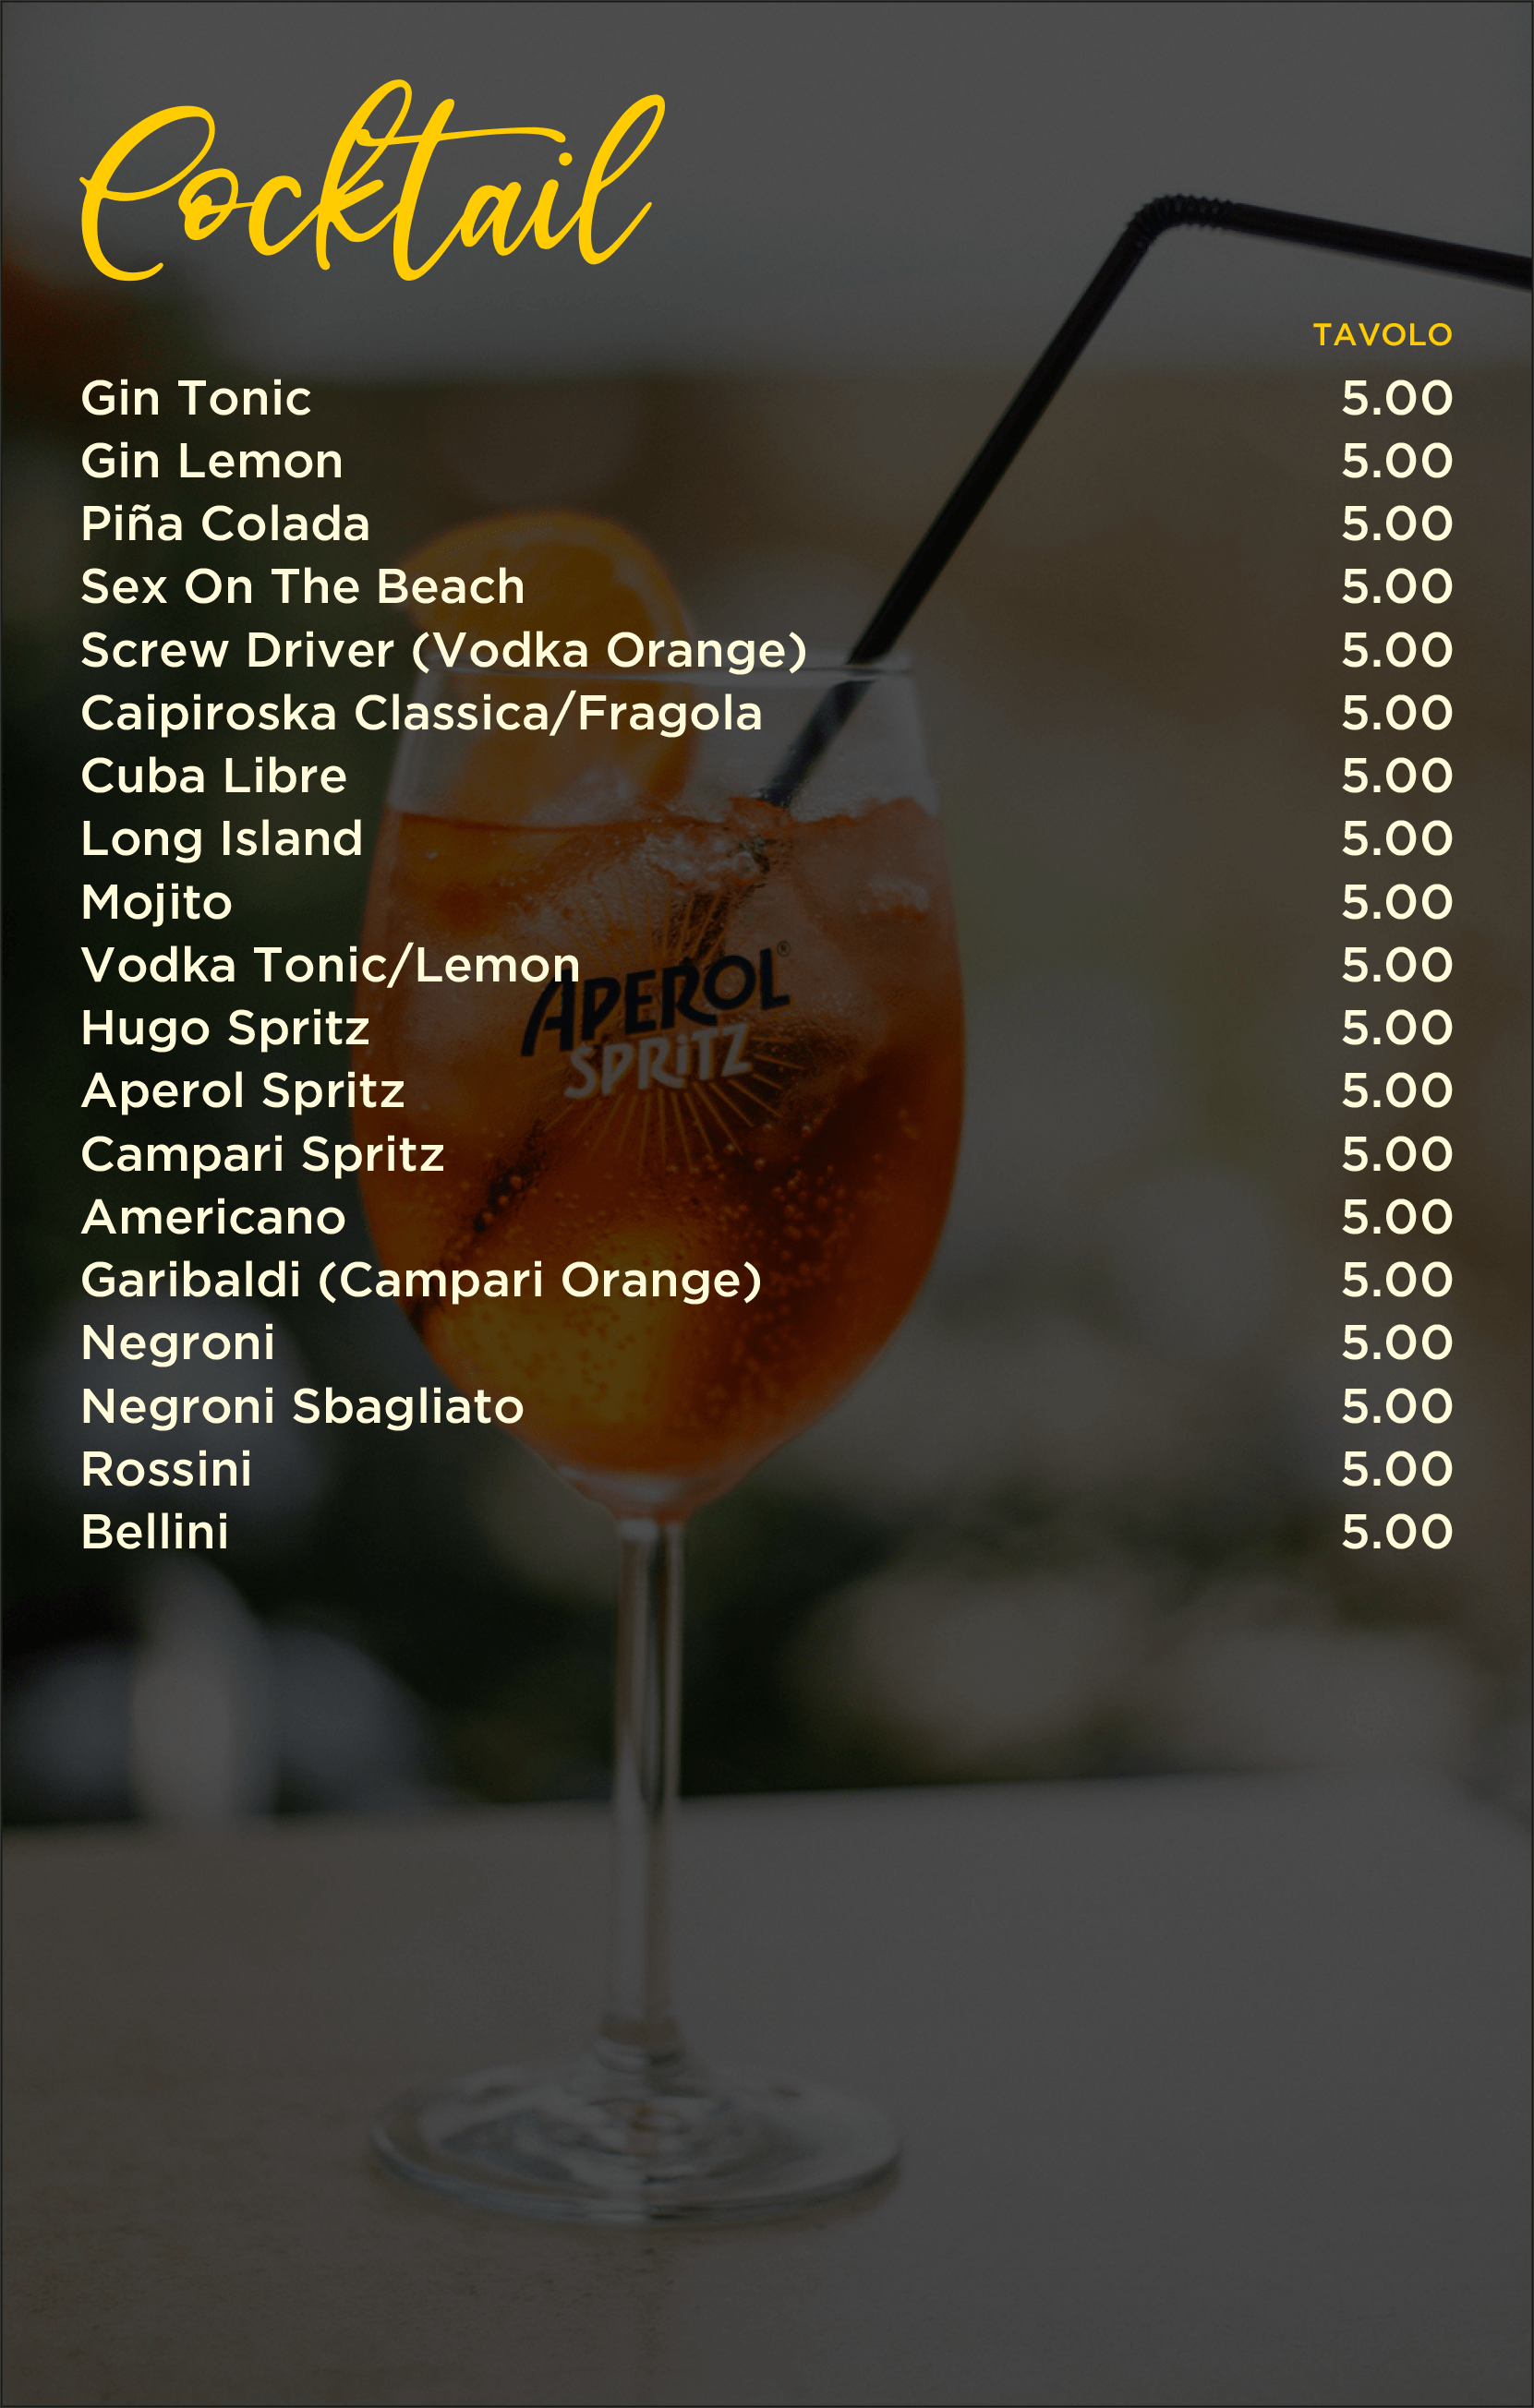 Cocktail
TAVOLO
Gin Tonic 5.00
Gin Lemon 5.00
Piña Colada 5.00
Sex On The Beach 5.00
Screw Driver (Vodka Orange) 5.00
Caipiroska Classica/Fragola 5.00
Cuba Libre 5.00
Long Island 5.00
Mojito 5.00
Vodka Tonic/Lemon 5.00
APEROL®
SPRiTZ
Hugo Spritz 5.00
Aperol Spritz 5.00
Campari Spritz 5.00
Americano 5.00
Garibaldi (Campari Orange) 5.00
Negroni 5.00
Negroni Sbagliato 5.00
Rossini 5.00
Bellini 5.00